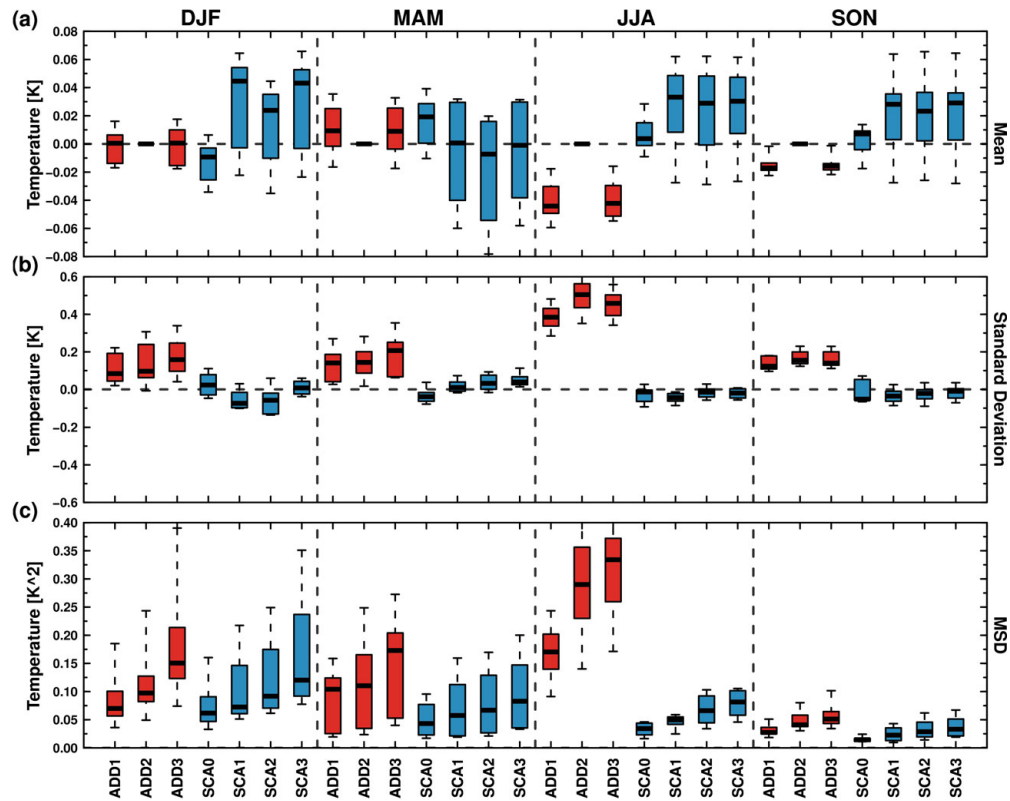 DJF MAM JJA SON
(a)
0.08
0.06
0.04
0.02
0.00
−0.02
−0.04
−0.06
−0.08
Temperature [K]
Mean
(b)
0.6
0.4
0.2
0.0
−0.2
−0.4
−0.6
Temperature [K]
Standard Deviation
(c)
0.40
0.35
0.30
0.25
0.20
0.15
0.10
0.05
0.00
Temperature [K^2]
MSD
ADD1 ADD2 ADD3 SCA0 SCA1 SCA2 SCA3 ADD1 ADD2 ADD3 SCA0 SCA1 SCA2 SCA3 ADD1 ADD2 ADD3 SCA0 SCA1 SCA2 SCA3 ADD1 ADD2 ADD3 SCA0 SCA1 SCA2 SCA3